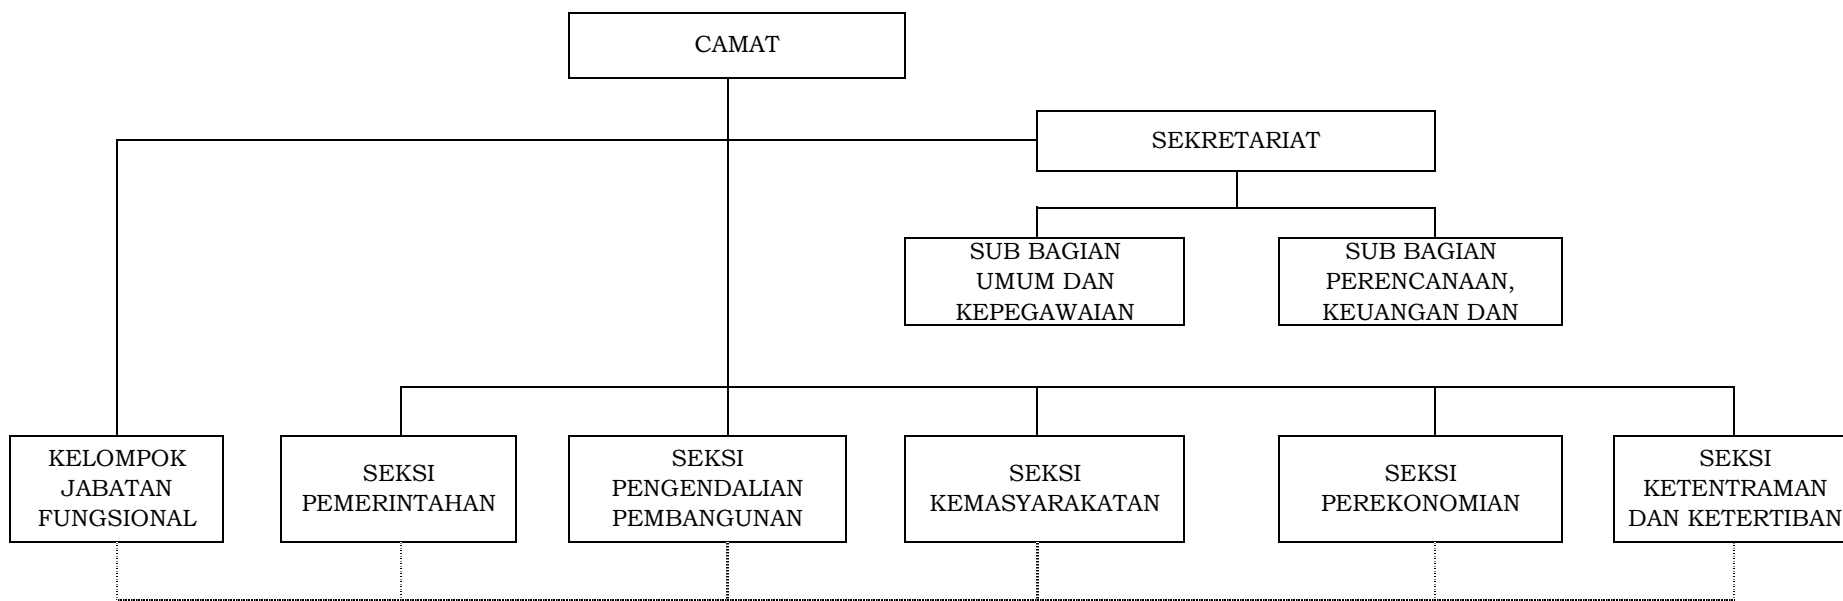 CAMAT
SEKRETARIAT
SUB BAGIAN
UMUM DAN
KEPEGAWAIAN
SUB BAGIAN
PERENCANAAN,
KEUANGAN DAN
KELOMPOK
JABATAN
FUNGSIONAL
SEKSI
PEMERINTAHAN
SEKSI
PENGENDALIAN
PEMBANGUNAN
SEKSI
KEMASYARAKATAN
SEKSI
PEREKONOMIAN
SEKSI
KETENTRAMAN
DAN KETERTIBAN